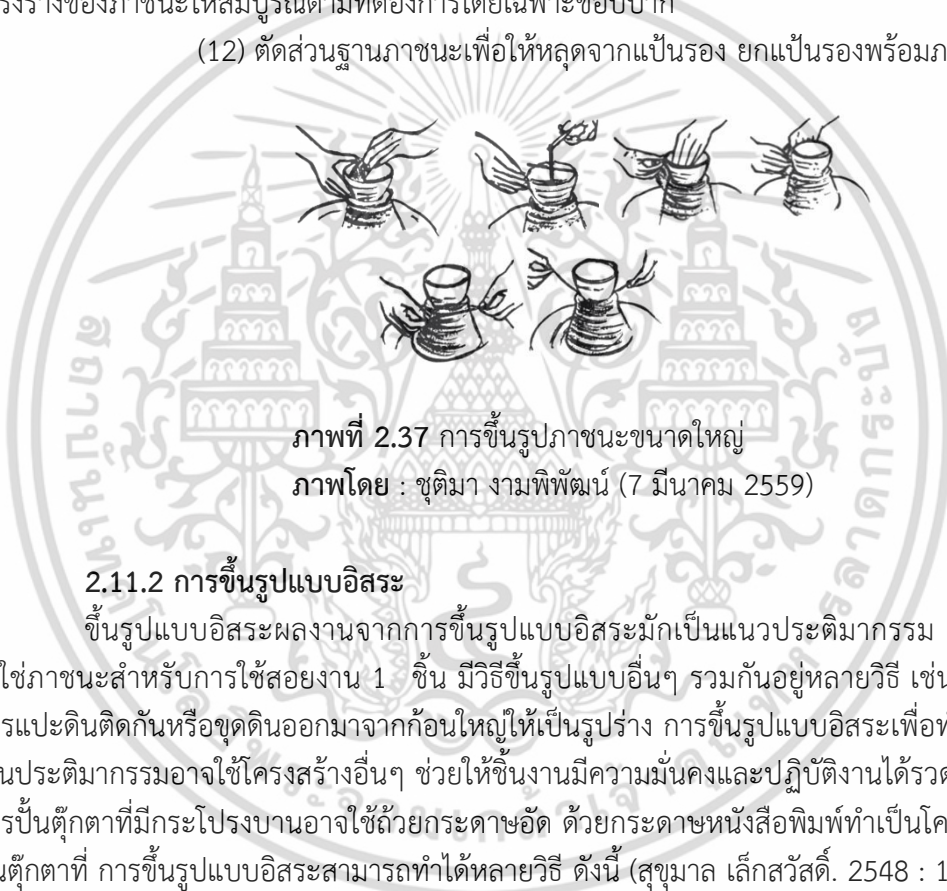 รงร่างของภาชนะให้สมบูรณ์ตามที่ต้องการโดยเฉพาะขอบปาก
(12) ตัดส่วนฐานภาชนะเพื่อให้หลุดจากแป้นรอง ยกแป้นรองพร้อมภ
ภาพที่ 2.37 การขึ้นรูปภาชนะขนาดใหญ่
ภาพโดย : ชุติมา งามพิพัฒน์ (7 มีนาคม 2559)
2.11.2 การขึ้นรูปแบบอิสระ
ขึ้นรูปแบบอิสระผลงานจากการขึ้นรูปแบบอิสระมักเป็นแนวประติมากรรม
ใช่ภาชนะสำหรับการใช้สอยงาน 1 ชิ้น มีวิธีขึ้นรูปแบบอื่นๆ รวมกันอยู่หลายวิธี เช่น
รแปะดินติดกันหรือขุดดินออกมาจากก้อนใหญ่ให้เป็นรูปร่าง การขึ้นรูปแบบอิสระเพื่อท
นประติมากรรมอาจใช้โครงสร้างอื่นๆ ช่วยให้ชิ้นงานมีความมั่นคงและปฏิบัติงานได้รวด
รปั้นตุ๊กตาที่มีกระโปรงบานอาจใช้ถ้วยกระดาษอัด ด้วยกระดาษหนังสือพิมพ์ทำเป็นโค
นตุ๊กตาที่ การขึ้นรูปแบบอิสระสามารถทำได้หลายวิธี ดังนี้ (สุขุมาล เล็กสวัสดิ์. 2548 : 1